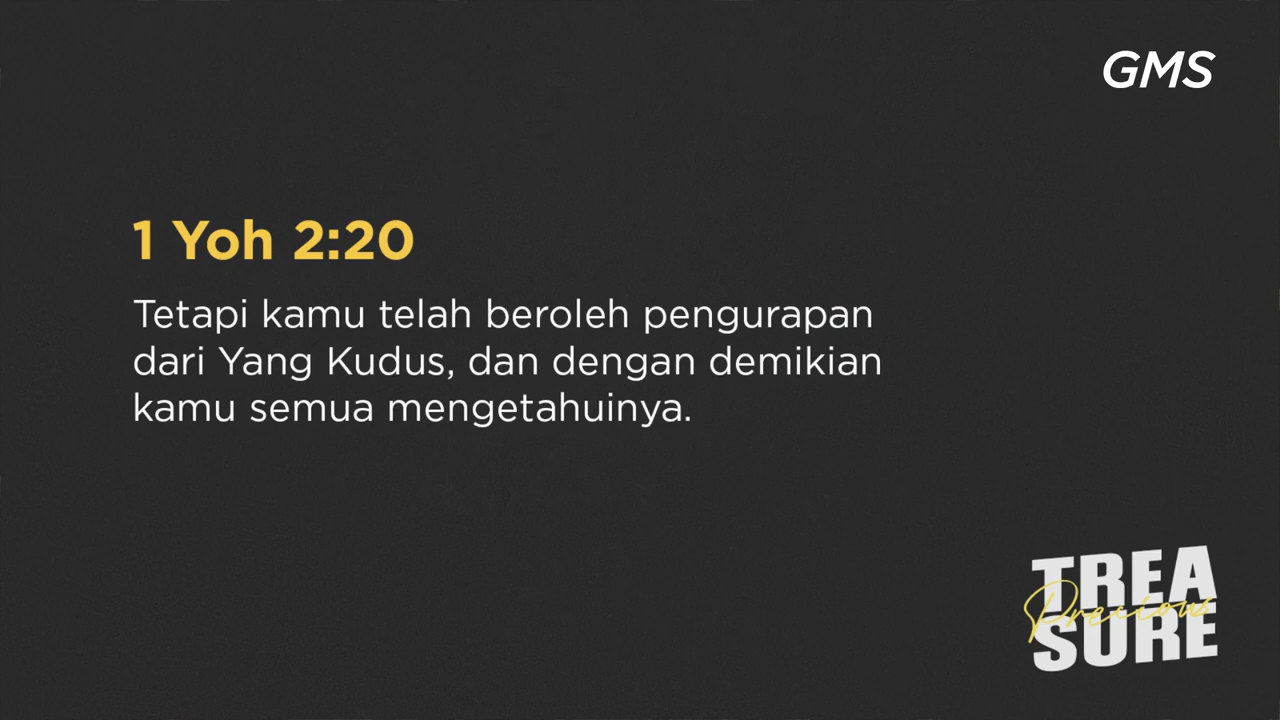 GMS
1 Yoh 2:20
Tetapi kamu telah beroleh pengurapan
dari Yang Kudus, dan dengan demikian
kamu semua mengetahuinya.
TREA
Precious
SURE